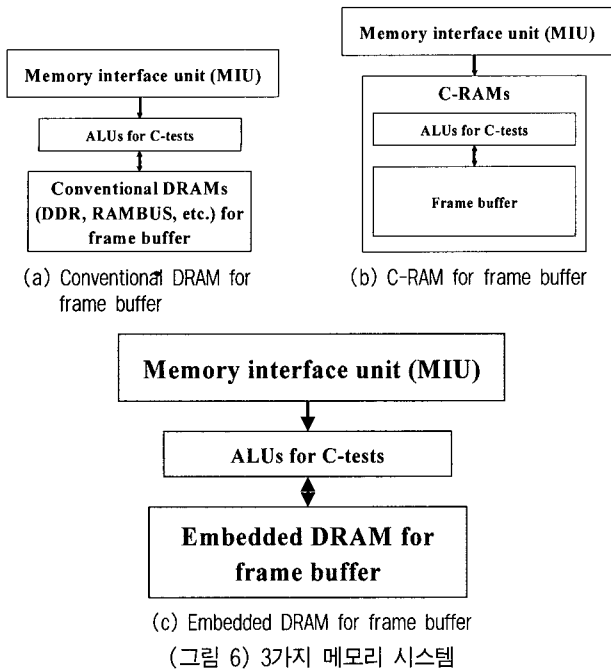 Memory interface unit (MIU)
ALUs for C-tests
Conventional DRAMs
(DDR, RAMBUS, etc.) for
frame buffer
(a) Conventional DRAM for
frame buffer
Memory interface unit (MIU)
C-RAMs
ALUs for C-tests
Frame buffer
(b) C-RAM for frame buffer
Memory interface unit (MIU)
ALUs for C-tests
Embedded DRAM for
frame buffer
(c) Embedded DRAM for frame buffer
(그림 6) 3가지 메모리 시스템